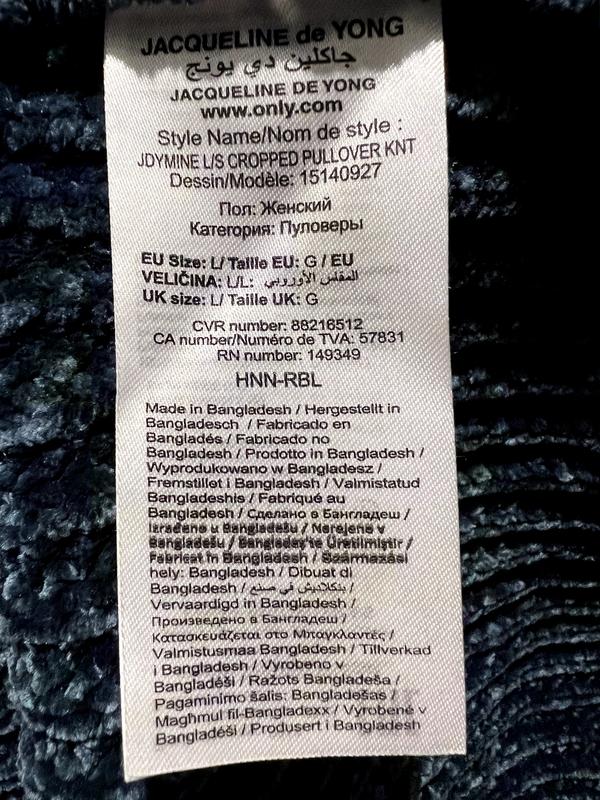 JACQUELINE de YONG
جاكلين دي يونج
JACQUELINE DE YONG
www.only.com
Style Name/Nom de style :
JDYMINE L/S CROPPED PULLOVER KNT
Dessin/Modèle: 15140927
Пол: Женский
Категория: Пуловеры
EU Size: L/ Taille EU: G / EU
VELIČINA: L/L: المقاس الأوروبي
UK size: L/ Taille UK: G
CVR number: 88216512
CA number/Numéro de TVA: 57831
RN number: 149349
HNN-RBL
Made in Bangladesh / Hergestellt in
Bangladesch / Fabricado en
Bangladés / Fabricado no
Bangladesh / Prodotto in Bangladesh /
Wyprodukowano w Bangladesz /
Fremstillet i Bangladesh / Valmistatud
Bangladeshis / Fabriqué au
Bangladesh / Сделано в Бангладеш /
Izrađeno u Bangladešu / Narejeno v
Bangladešu / Bangladeş'te Üretilmiştir /
Fabricat în Bangladesh / Származási
hely: Bangladesh / Dibuat di
Bangladesh / بنكلاديش في صنع /
Vervaardigd in Bangladesh /
Произведено в Бангладеш /
Κατασκευάζεται στο Μπαγκλαντές /
Valmistusmaa Bangladesh / Tillverkad
i Bangladesh / Vyrobeno v
Bangladéši / Ražots Bangladeša /
Pagaminimo šalis: Bangladešas /
Magħmul fil-Bangladexx / Vyrobené v
Bangladéši / Produsert i Bangladesh